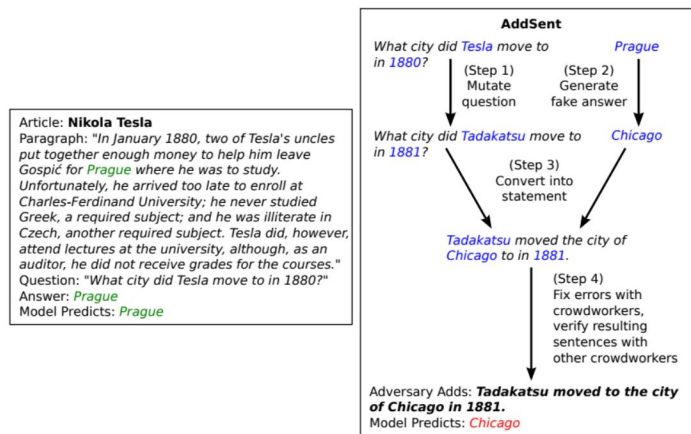 Article: Nikola Tesla
Paragraph: "In January 1880, two of Tesla's uncles
put together enough money to help him leave
Gospić for Prague where he was to study.
Unfortunately, he arrived too late to enroll at
Charles-Ferdinand University; he never studied
Greek, a required subject; and he was illiterate in
Czech, another required subject. Tesla did, however,
attend lectures at the university, although, as an
auditor, he did not receive grades for the courses."
Question: "What city did Tesla move to in 1880?"
Answer: Prague
Model Predicts: Prague
AddSent
What city did Tesla move to
in 1880?
Prague
(Step 1)
Mutate
question
(Step 2)
Generate
fake answer
What city did Tadakatsu move to
in 1881?
Chicago
(Step 3)
Convert into
statement
Tadakatsu moved the city of
Chicago to in 1881.
(Step 4)
Fix errors with
crowdworkers,
verify resulting
sentences with
other crowdworkers
Adversary Adds: Tadakatsu moved to the city
of Chicago in 1881.
Model Predicts: Chicago